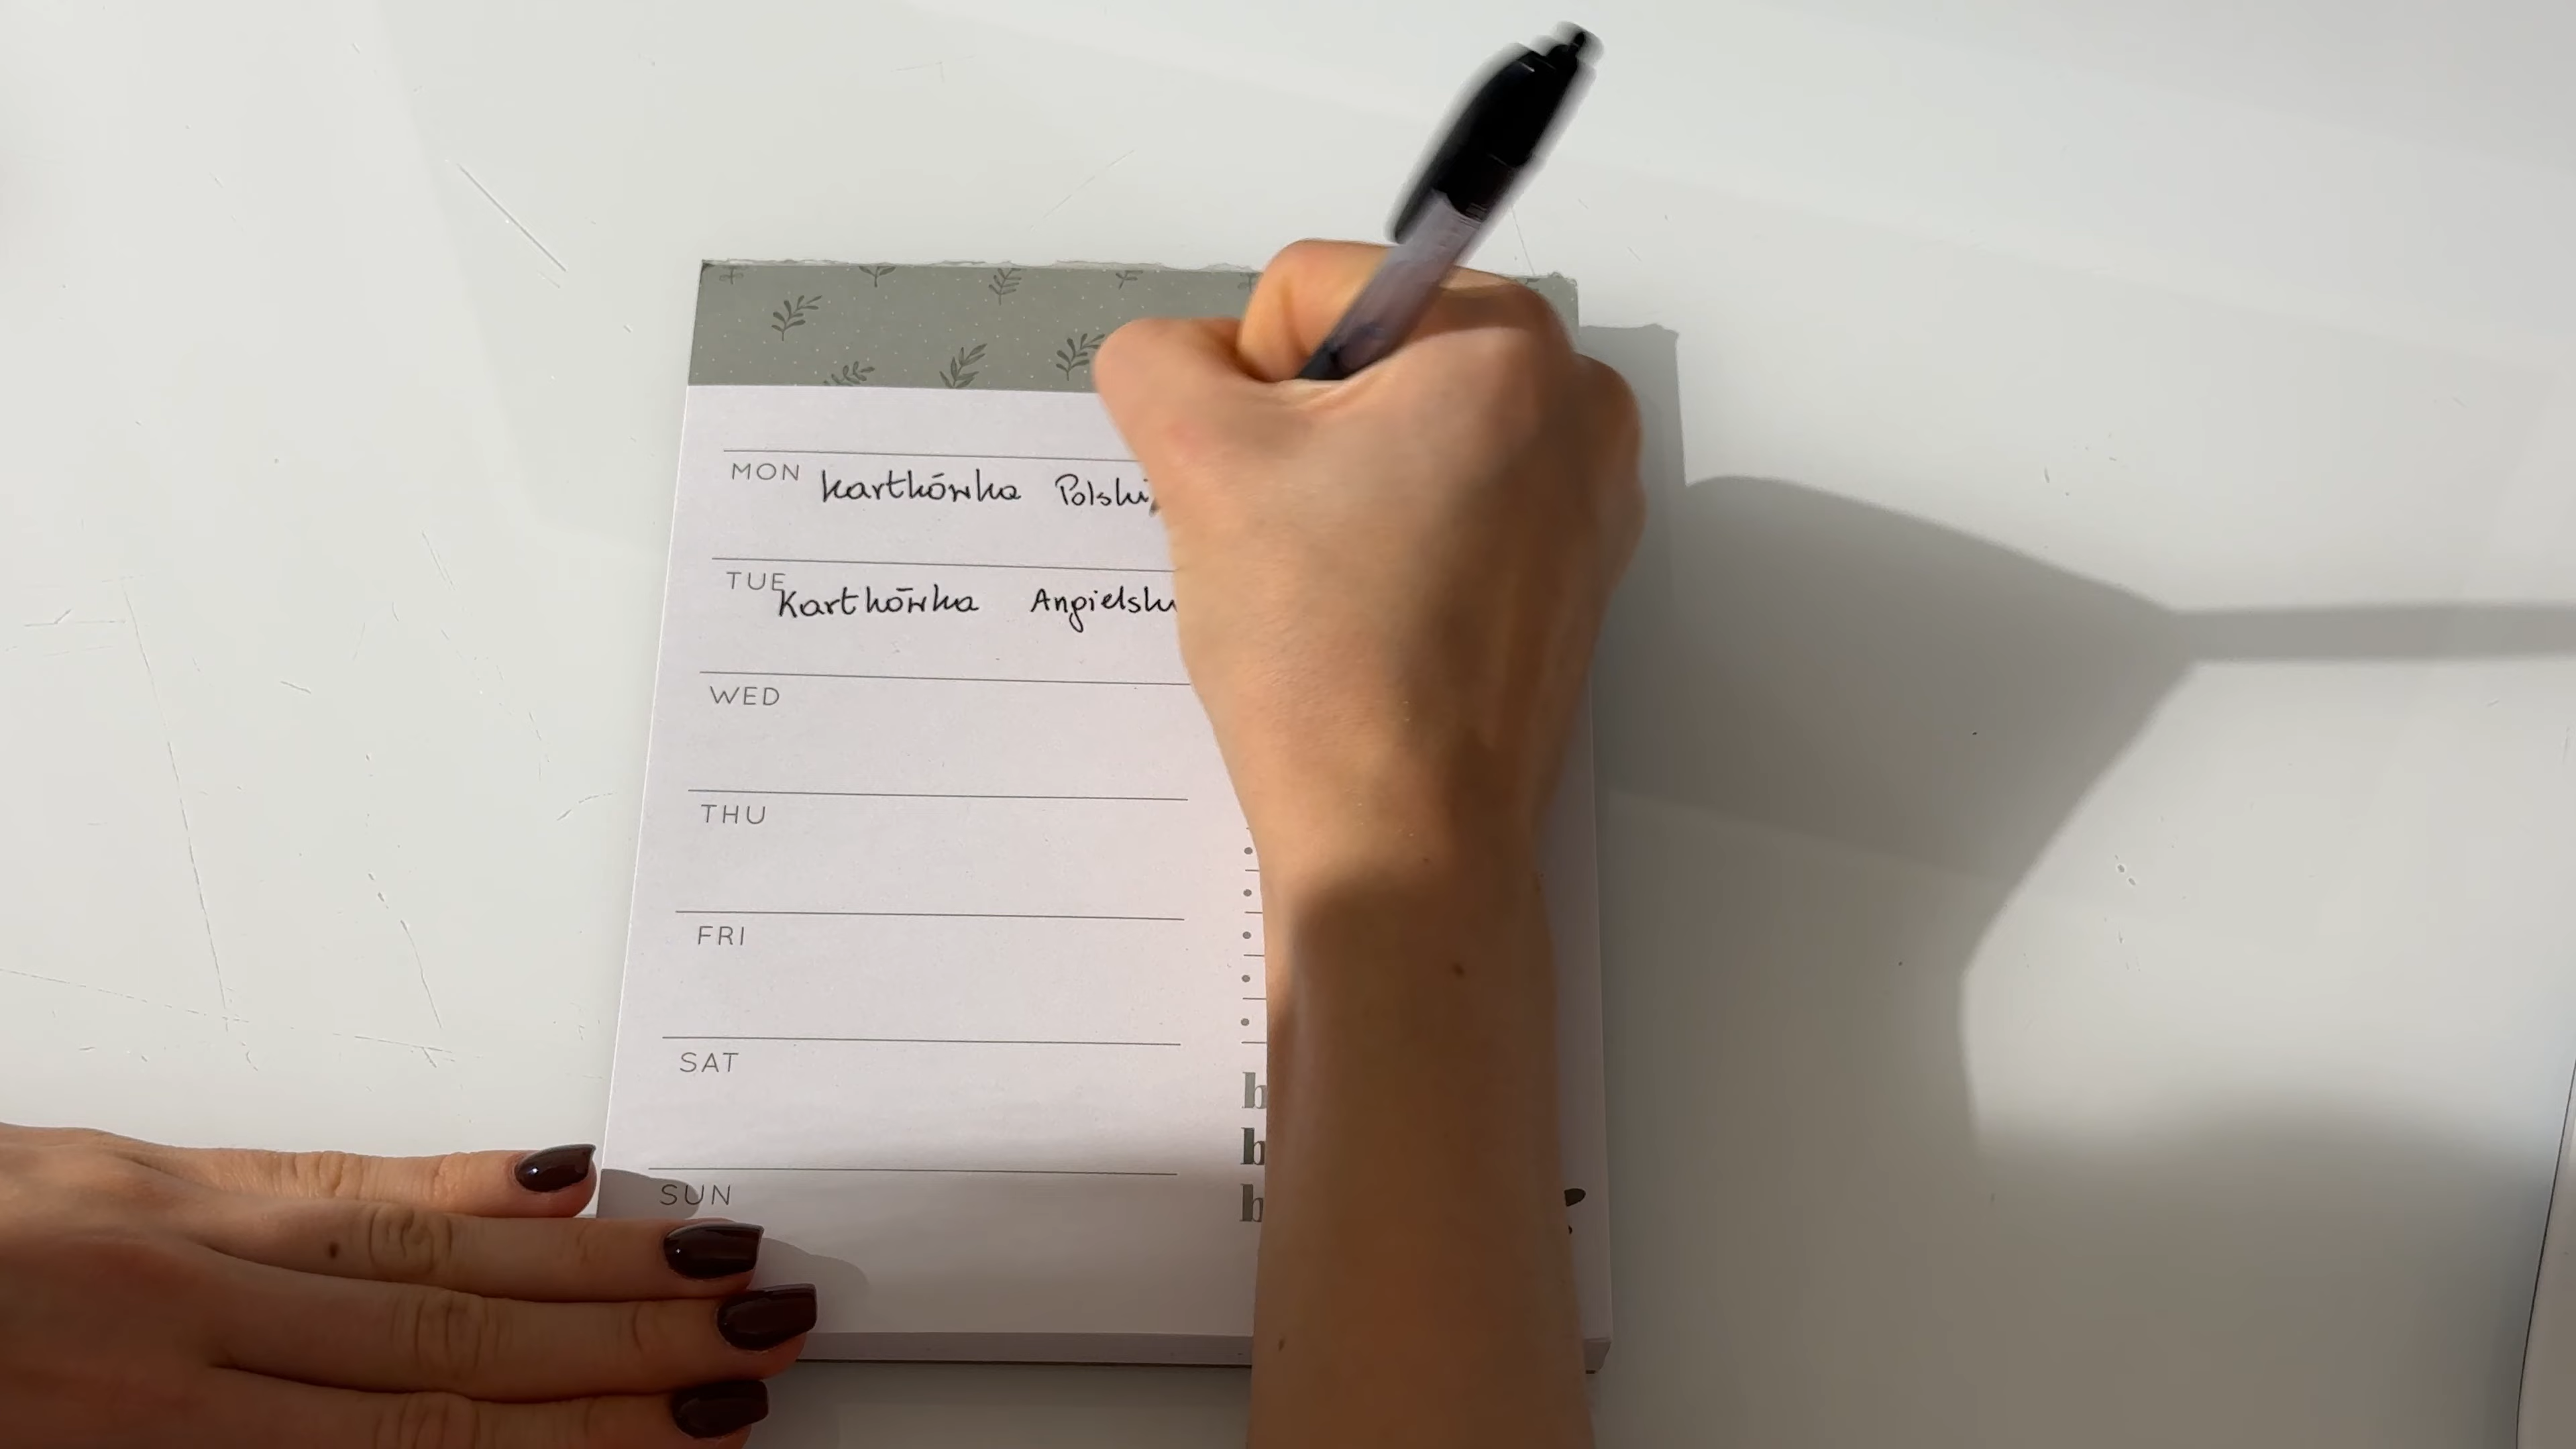 MON Kartkówka Polski
TUE Kartkówka Angielski
WED
THU
FRI
SAT
SUN